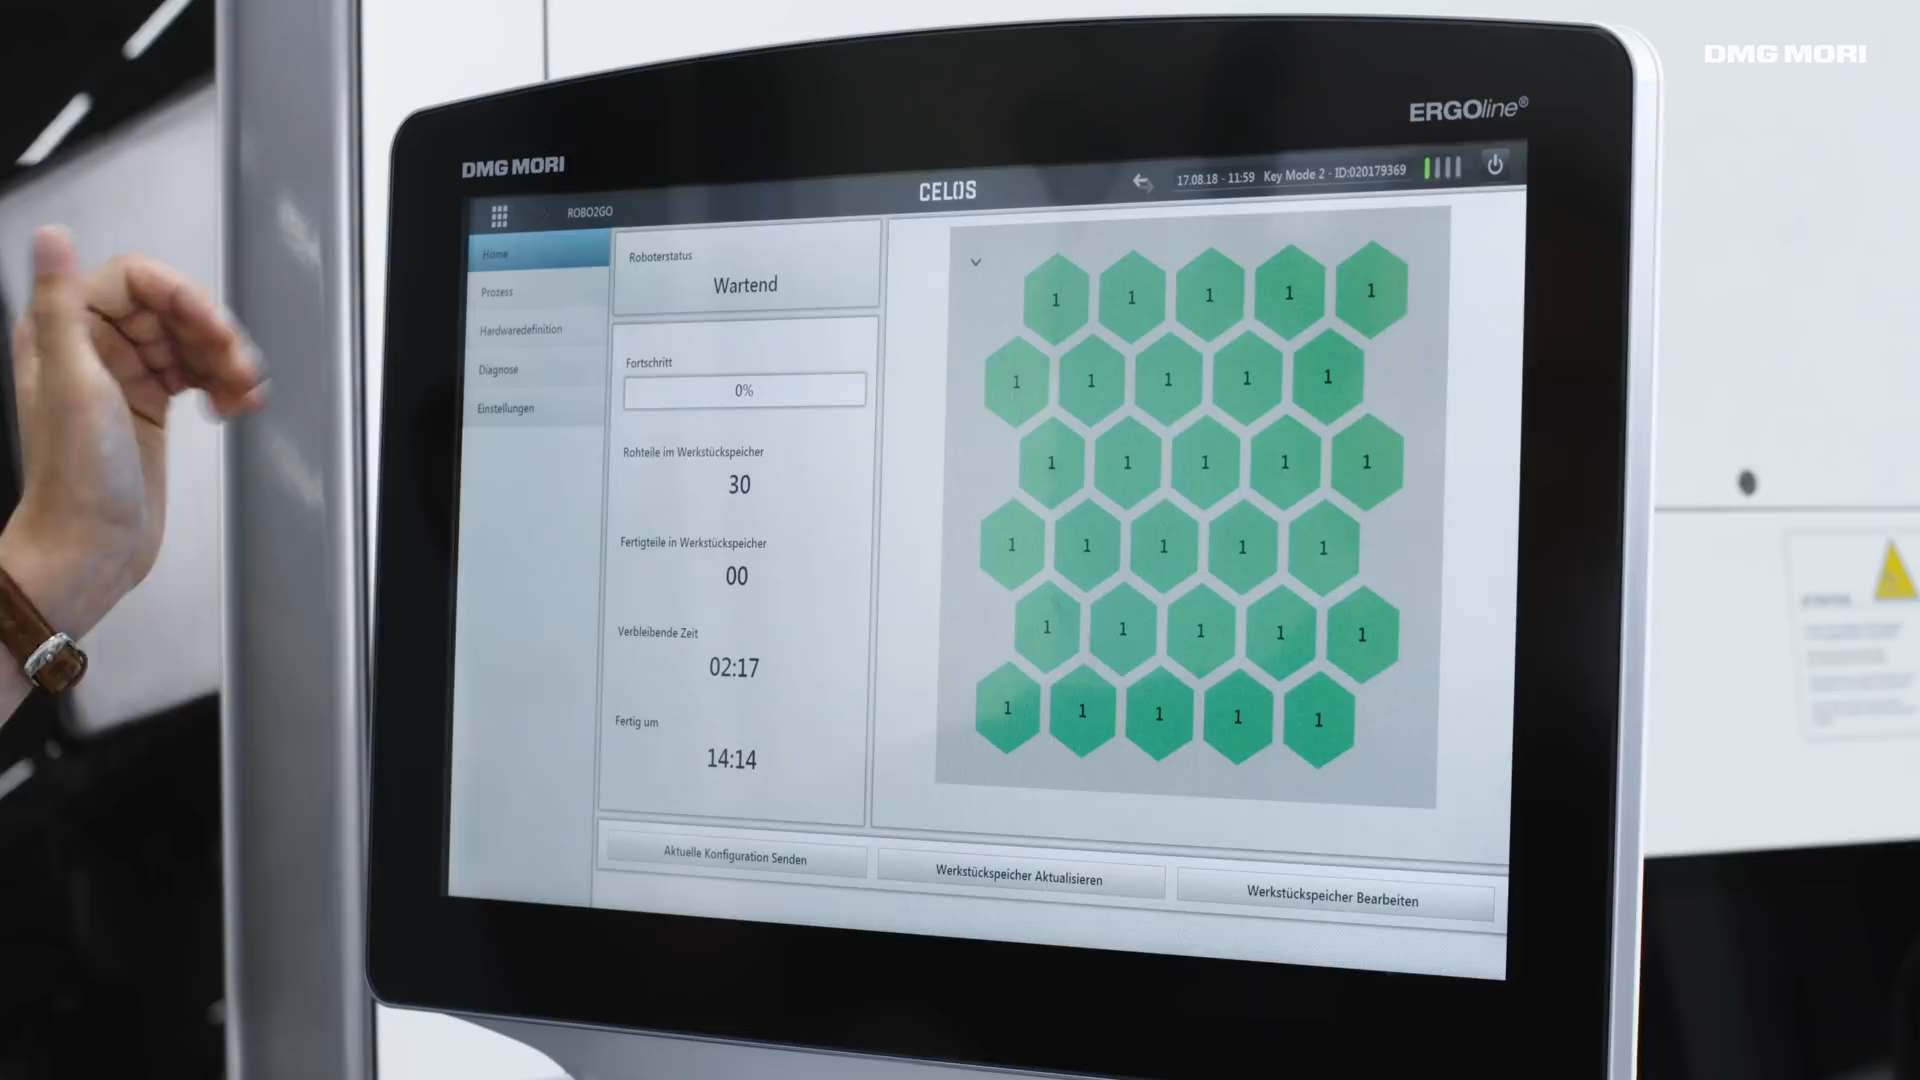 DMG MORI
ERGOline®
DMG MORI
CELOS
17.08.18 - 11:59 Key Mode 2 - ID:020179369
ROBO2GO
Home
Prozess
Hardwaredefinition
Diagnose
Einstellungen
Roboterstatus
Wartend
Fortschritt
0%
Rohteile im Werkstückspeicher
30
Fertigteile in Werkstückspeicher
00
Verbleibende Zeit
02:17
Fertig um
14:14
1 1 1 1 1
1 1 1 1 1
1 1 1 1 1
1 1 1 1 1
1 1 1 1 1
1 1 1 1 1
Aktuelle Konfiguration Senden
Werkstückspeicher Aktualisieren
Werkstückspeicher Bearbeiten